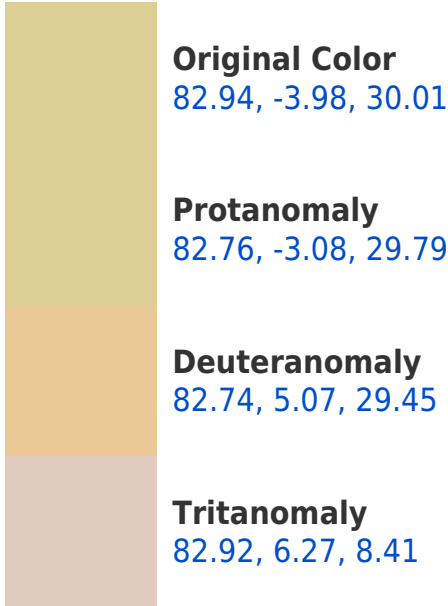 Original Color
82.94, -3.98, 30.01
Protanomaly
82.76, -3.08, 29.79
Deuteranomaly
82.74, 5.07, 29.45
Tritanomaly
82.92, 6.27, 8.41